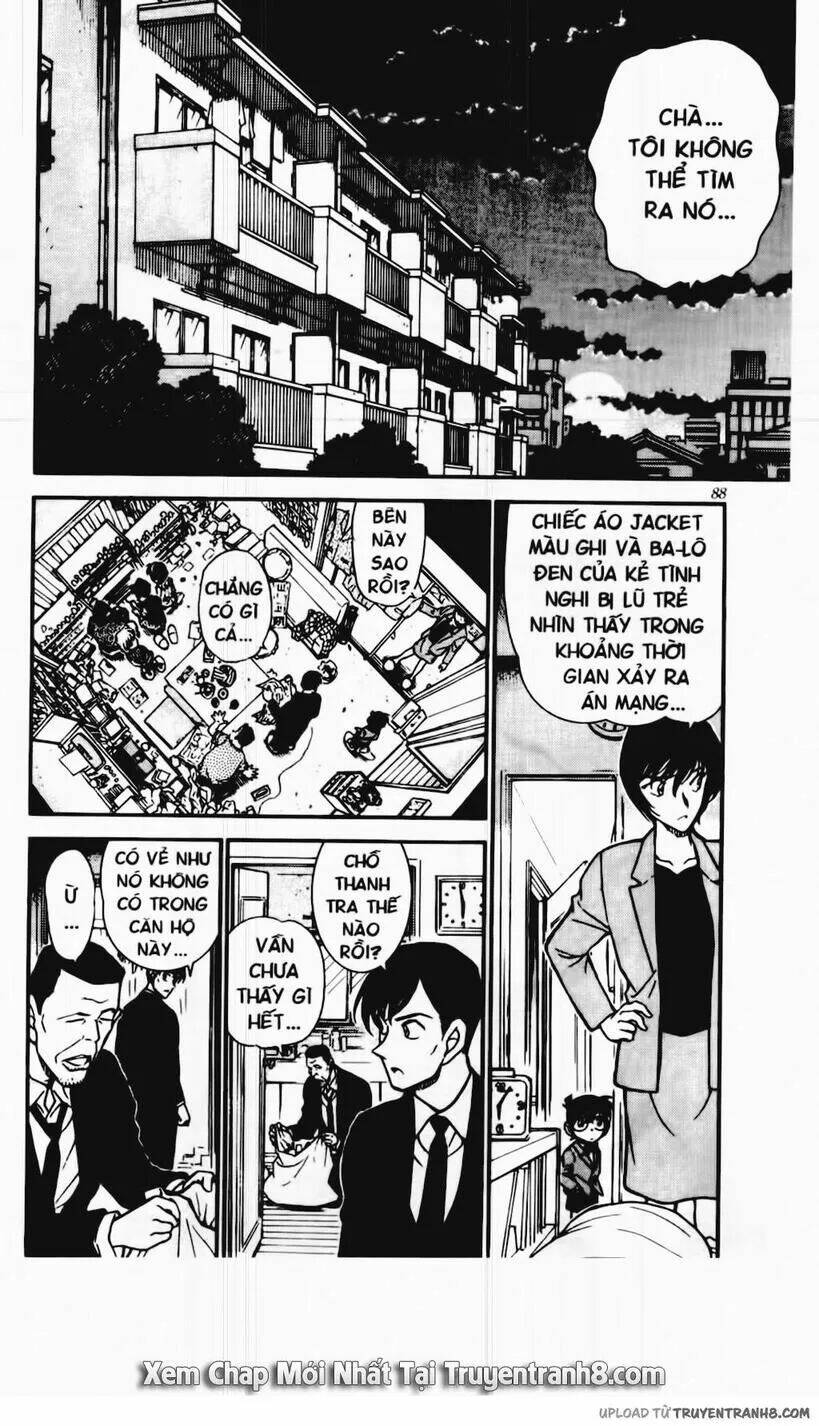 CHÀ...
TÔI KHÔNG
THỂ TÌM
RA NÓ...
88
CHIẾC ÁO JACKET
MÀU GHI VÀ BA-LÔ
ĐEN CỦA KẺ TÌNH
NGHI BỊ LŨ TRẺ
NHÌN THẤY TRONG
KHOẢNG THỜI
GIAN XẢY RA
ÁN MẠNG...
BÊN
NÀY
SAO
RỒI?
CHẲNG
CÓ GÌ
CẢ...
CHỖ
THANH
TRA THẾ
NÀO
RỒI?
VẪN
CHƯA
THẤY GÌ
HẾT...
CÓ VẺ NHƯ
NÓ KHÔNG
CÓ TRONG
CĂN HỘ
NÀY...
Ừ...
Xem Chap Mới Nhất Tại Truyentranh8.com
UPLOAD TỪ TRUYENTRANH8.COM